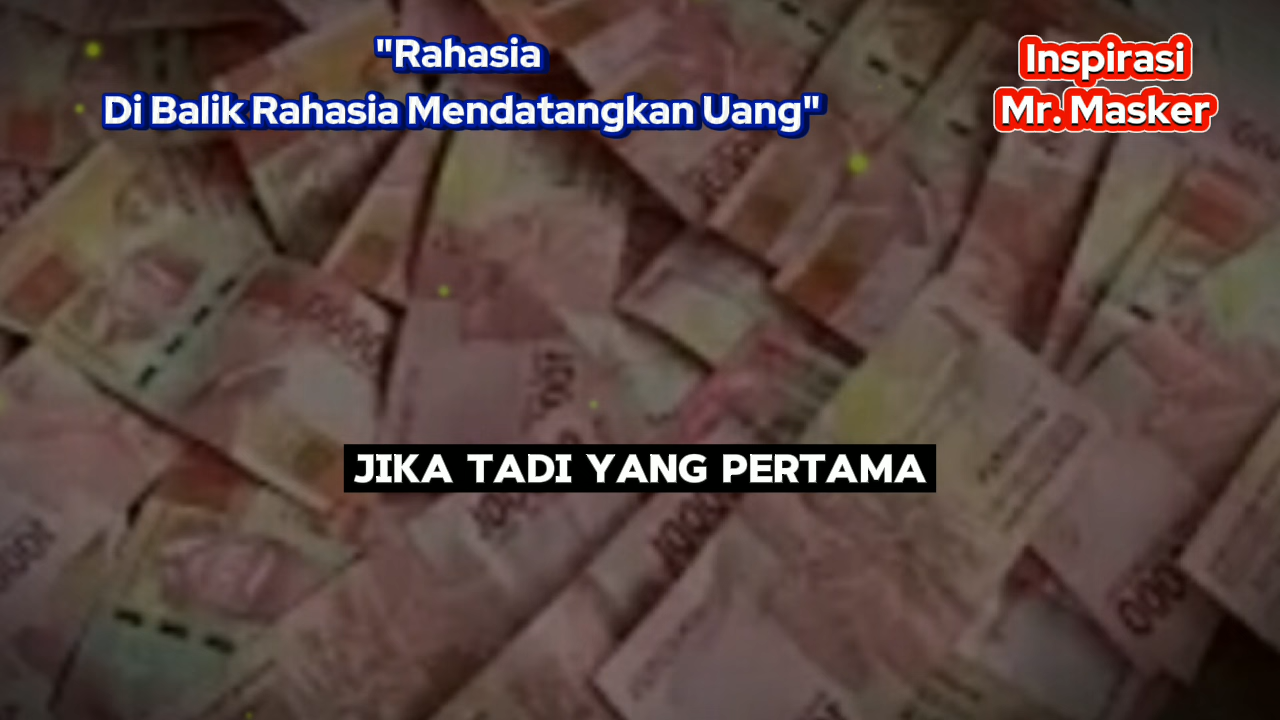 "Rahasia
Di Balik Rahasia Mendatangkan Uang"
Inspirasi
Mr. Masker
JIKA TADI YANG PERTAMA